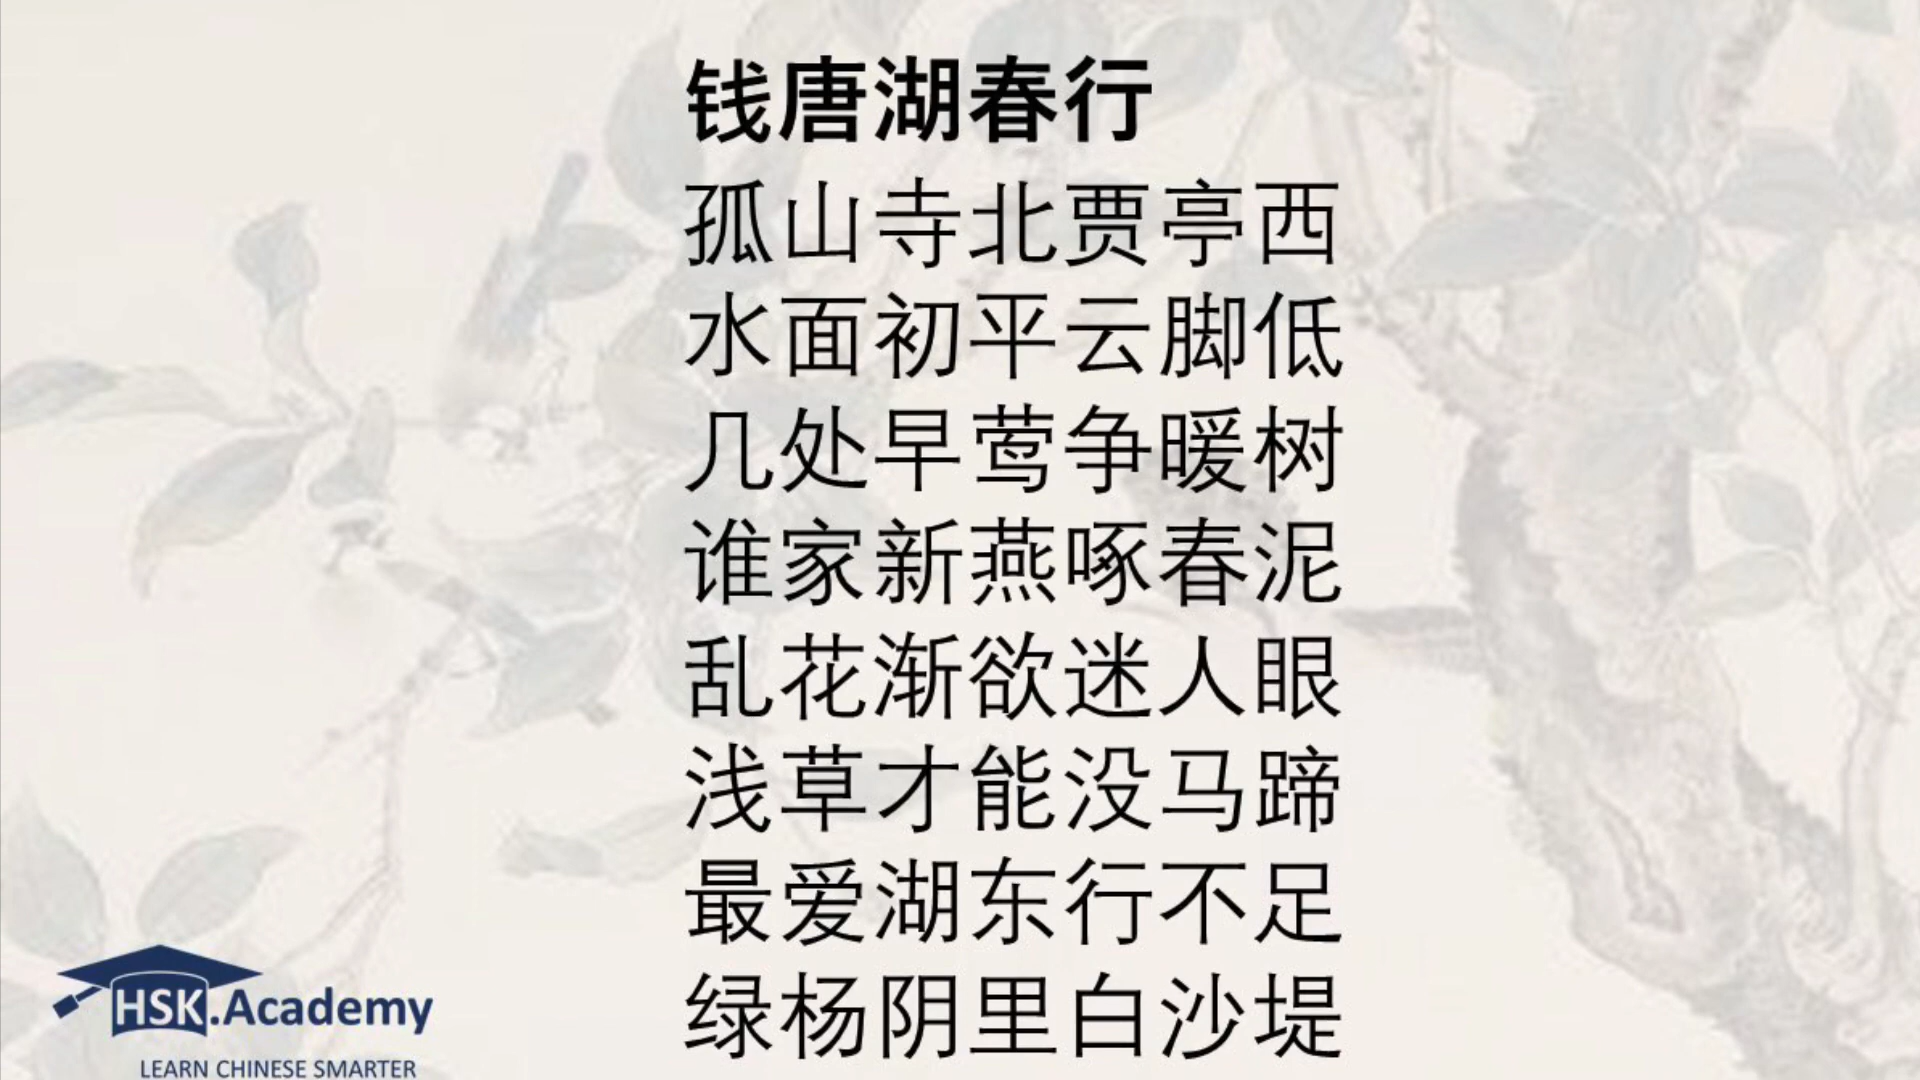 钱唐湖春行
孤山寺北贾亭西
水面初平云脚低
几处早莺争暖树
谁家新燕啄春泥
乱花渐欲迷人眼
浅草才能没马蹄
最爱湖东行不足
绿杨阴里白沙堤
HSK.Academy
LEARN CHINESE SMARTER